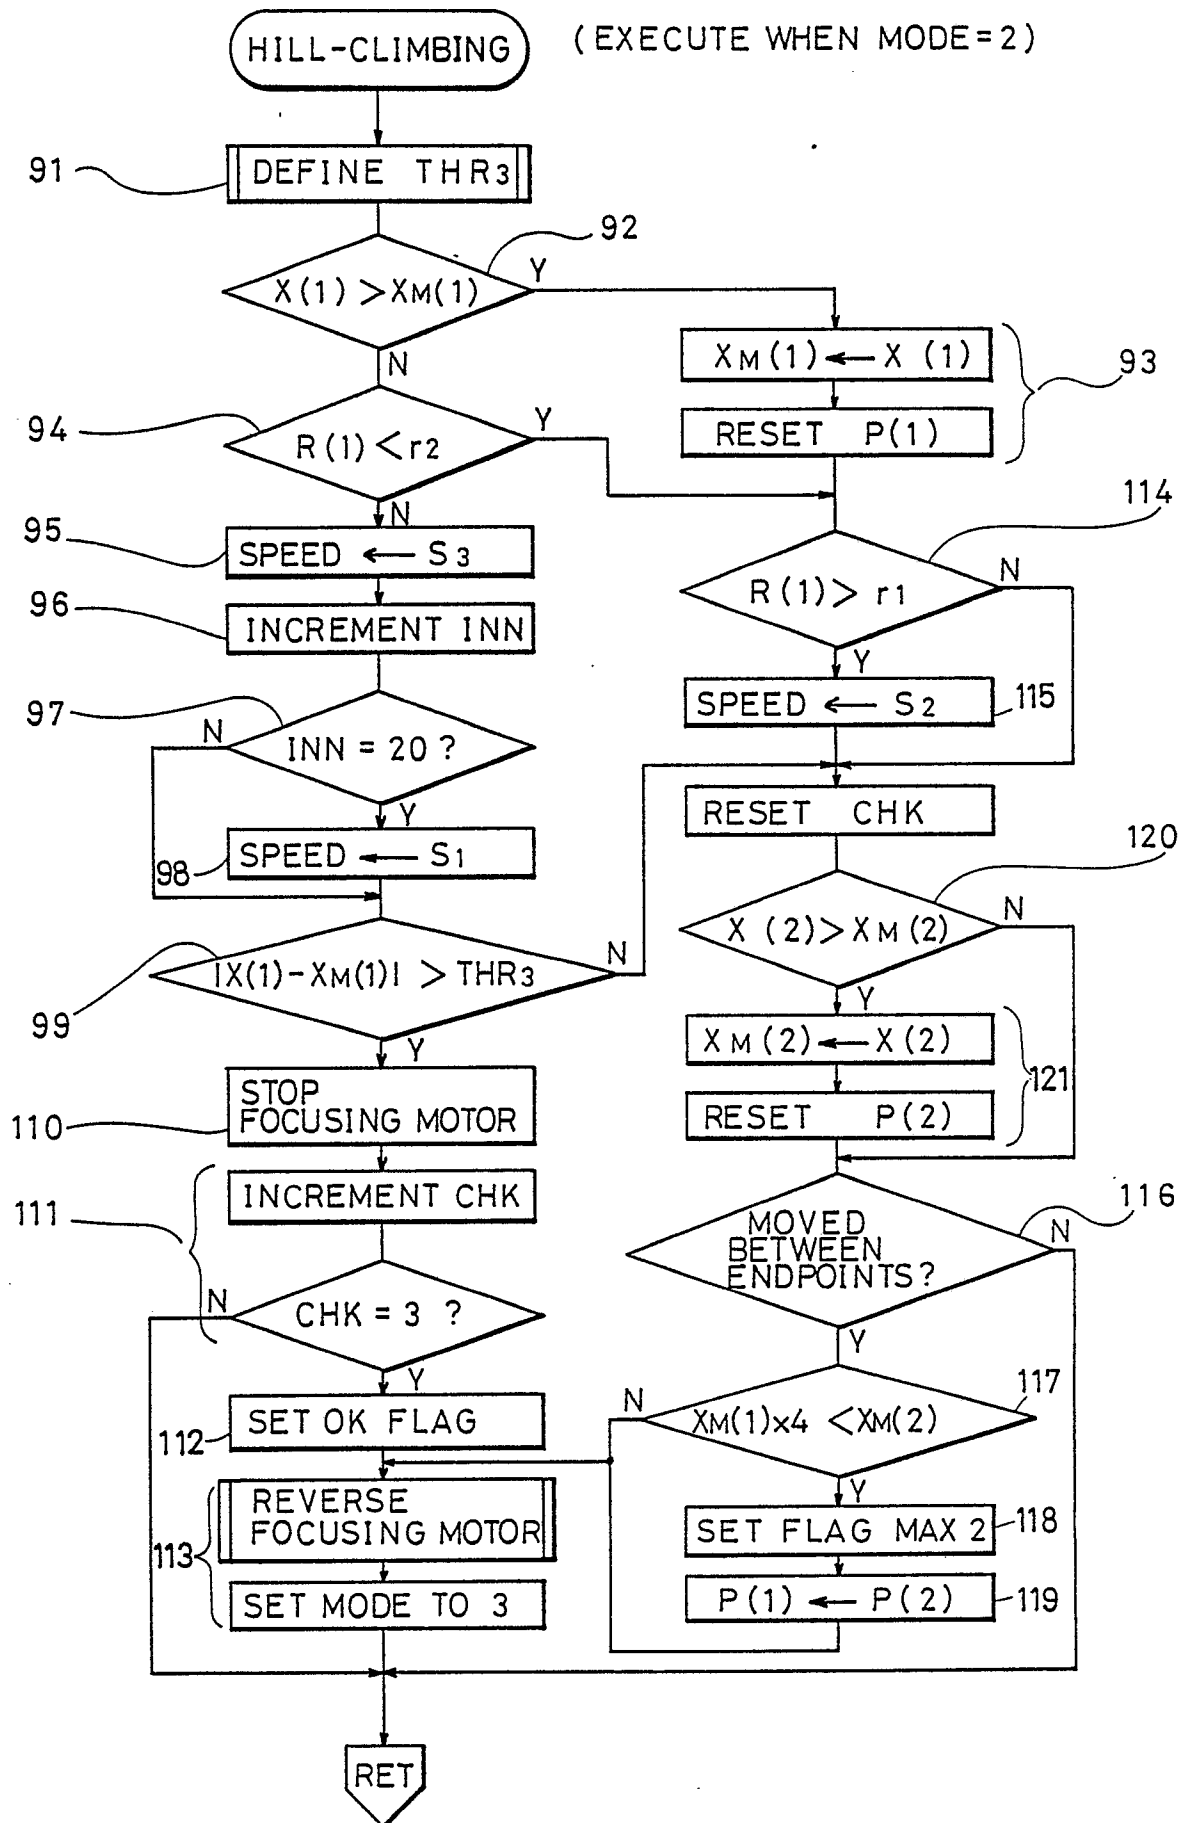 HILL-CLIMBING
(EXECUTE WHEN MODE=2)
91
DEFINE THR3
92
X(1) > XM(1)
Y
N
XM(1) ← X (1)
RESET P(1)
93
94
R(1) < r2
Y
N
95
SPEED ← S3
96
INCREMENT INN
97
INN = 20 ?
N
Y
98
SPEED ← S1
99
|X(1)-XM(1)| > THR3
N
Y
110
STOP
FOCUSING MOTOR
111
INCREMENT CHK
CHK = 3 ?
N
Y
112
SET OK FLAG
113
REVERSE
FOCUSING MOTOR
SET MODE TO 3
RET
114
R(1) > r1
N
Y
SPEED ← S2
115
RESET CHK
120
X (2) > XM(2)
N
Y
XM(2) ← X(2)
RESET P(2)
121
116
MOVED
BETWEEN
ENDPOINTS?
N
Y
117
XM(1)x4 < XM(2)
N
Y
SET FLAG MAX 2
118
P(1) ← P(2)
119